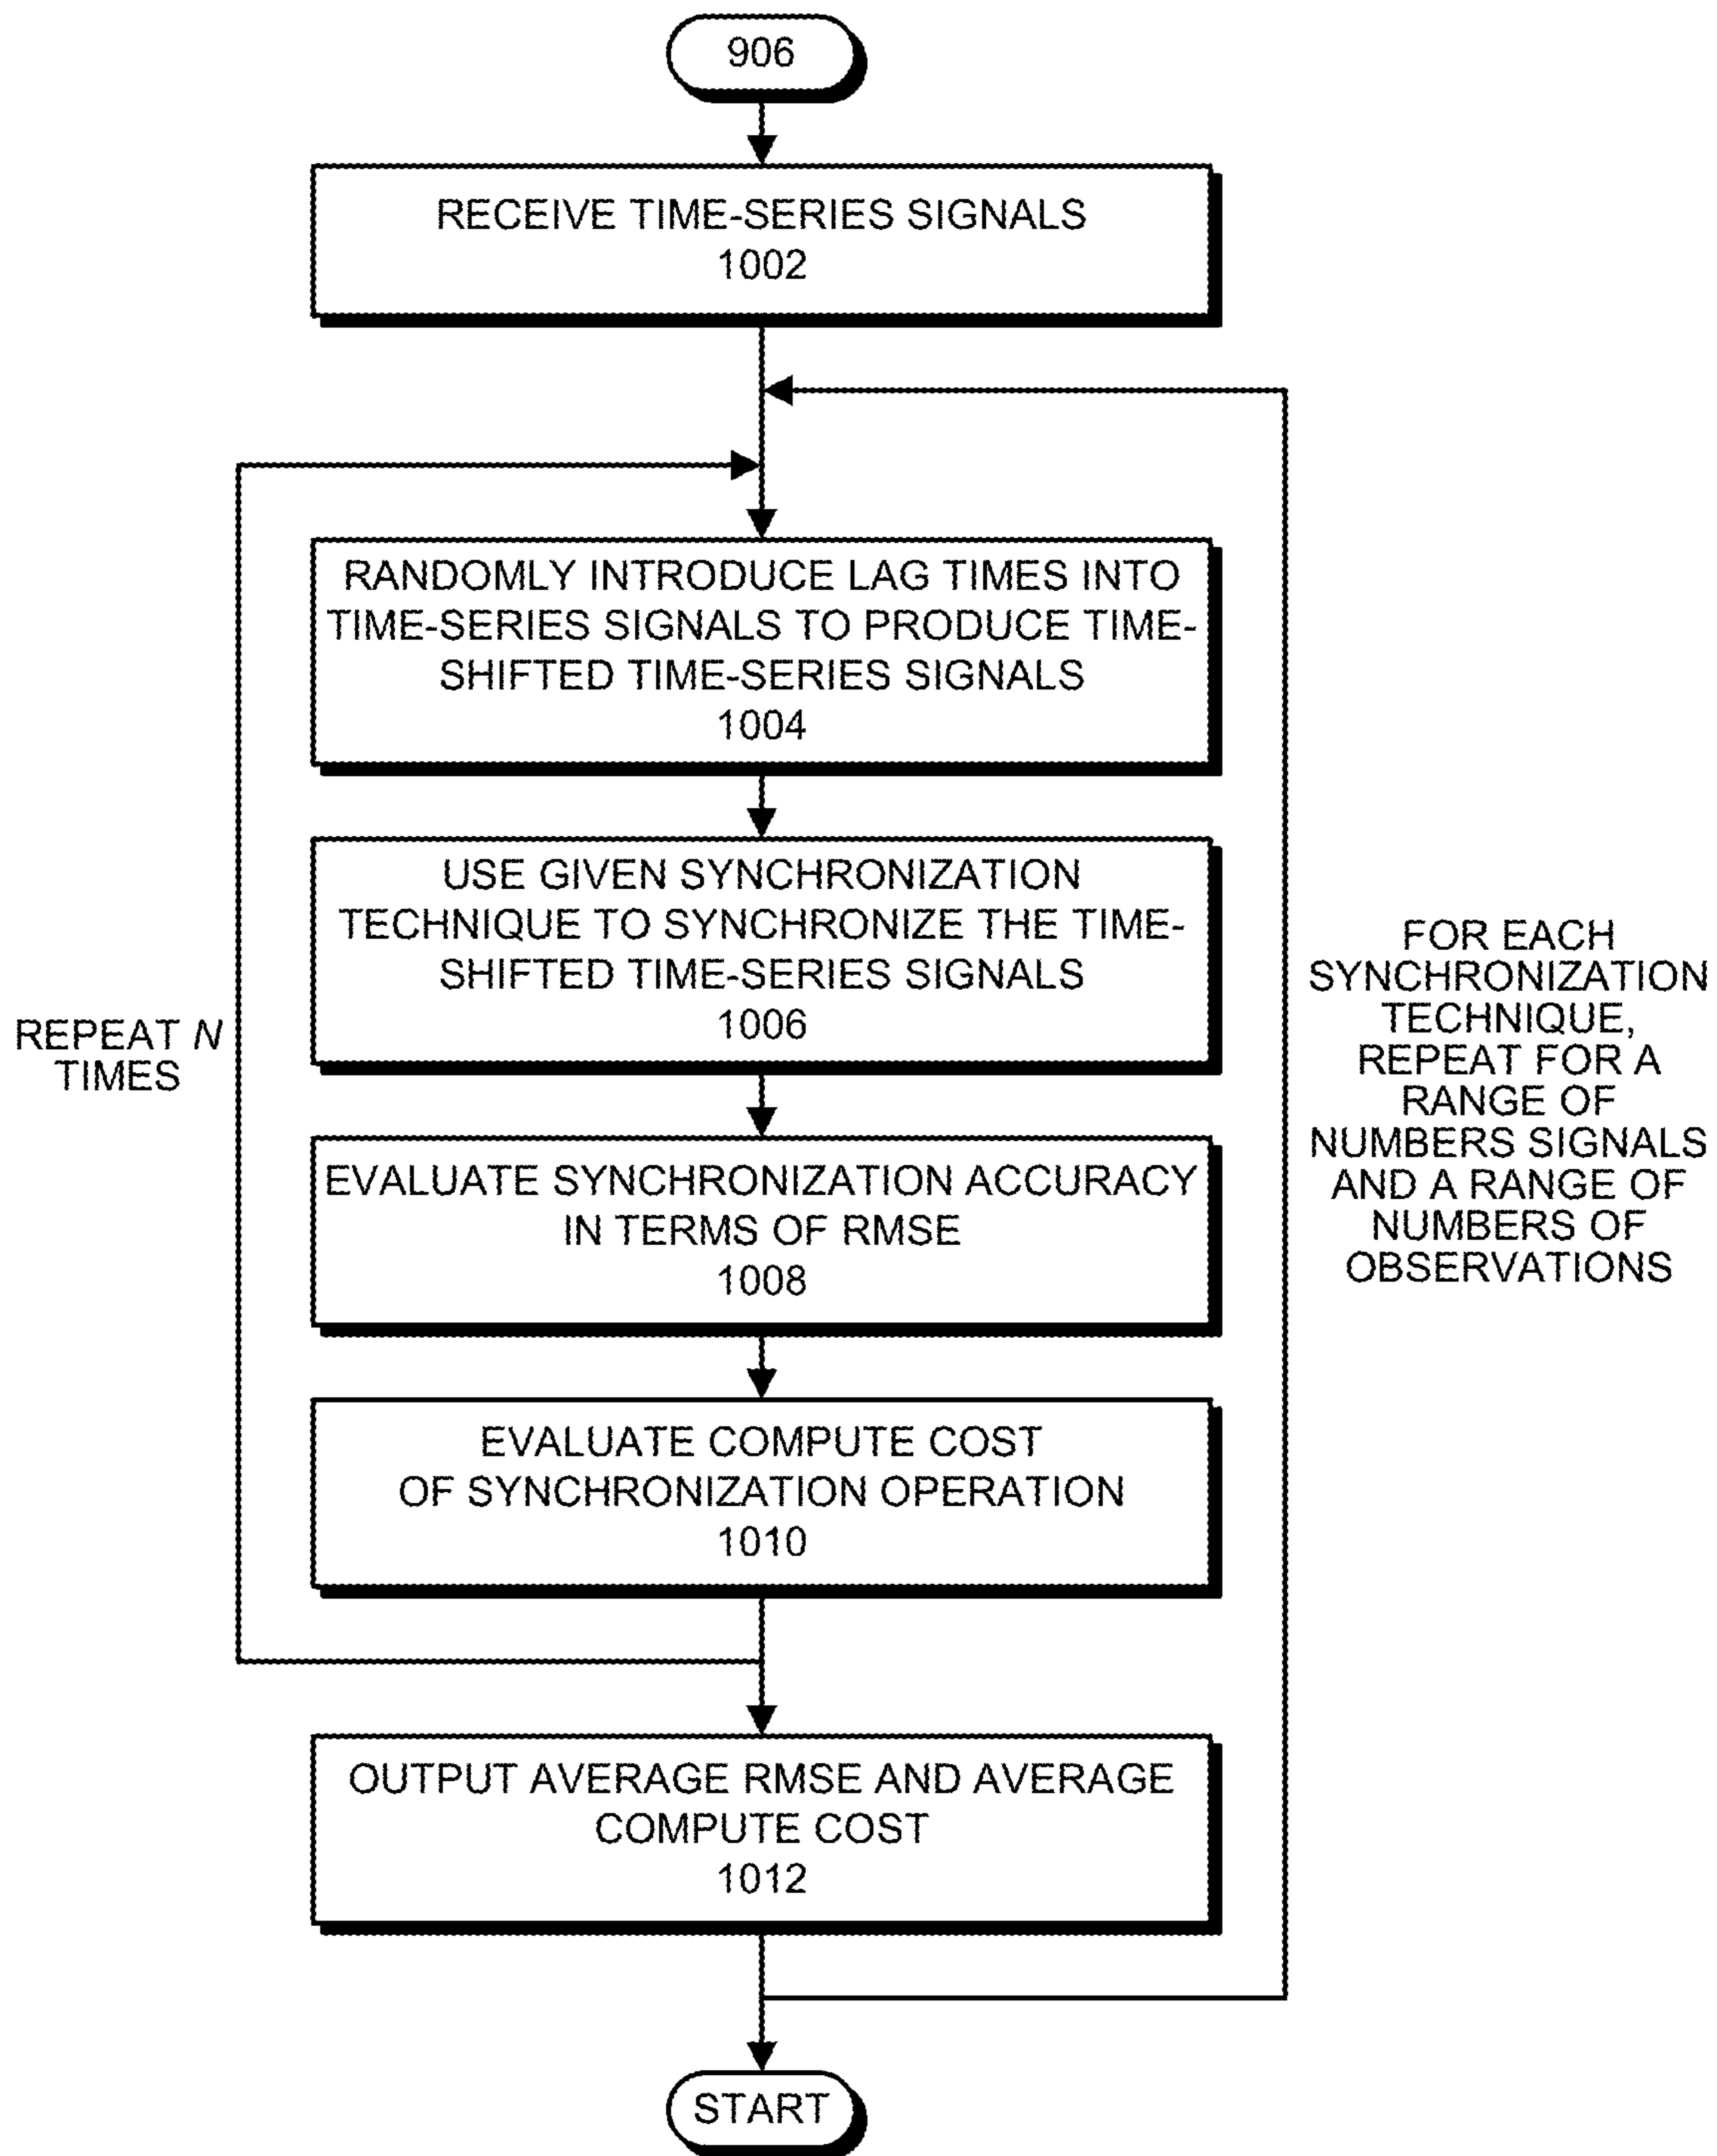 906
RECEIVE TIME-SERIES SIGNALS
1002
RANDOMLY INTRODUCE LAG TIMES INTO
TIME-SERIES SIGNALS TO PRODUCE TIME-
SHIFTED TIME-SERIES SIGNALS
1004
USE GIVEN SYNCHRONIZATION
TECHNIQUE TO SYNCHRONIZE THE TIME-
SHIFTED TIME-SERIES SIGNALS
1006
REPEAT N
TIMES
FOR EACH
SYNCHRONIZATION
TECHNIQUE,
REPEAT FOR A
RANGE OF
NUMBERS SIGNALS
AND A RANGE OF
NUMBERS OF
OBSERVATIONS
EVALUATE SYNCHRONIZATION ACCURACY
IN TERMS OF RMSE
1008
EVALUATE COMPUTE COST
OF SYNCHRONIZATION OPERATION
1010
OUTPUT AVERAGE RMSE AND AVERAGE
COMPUTE COST
1012
START